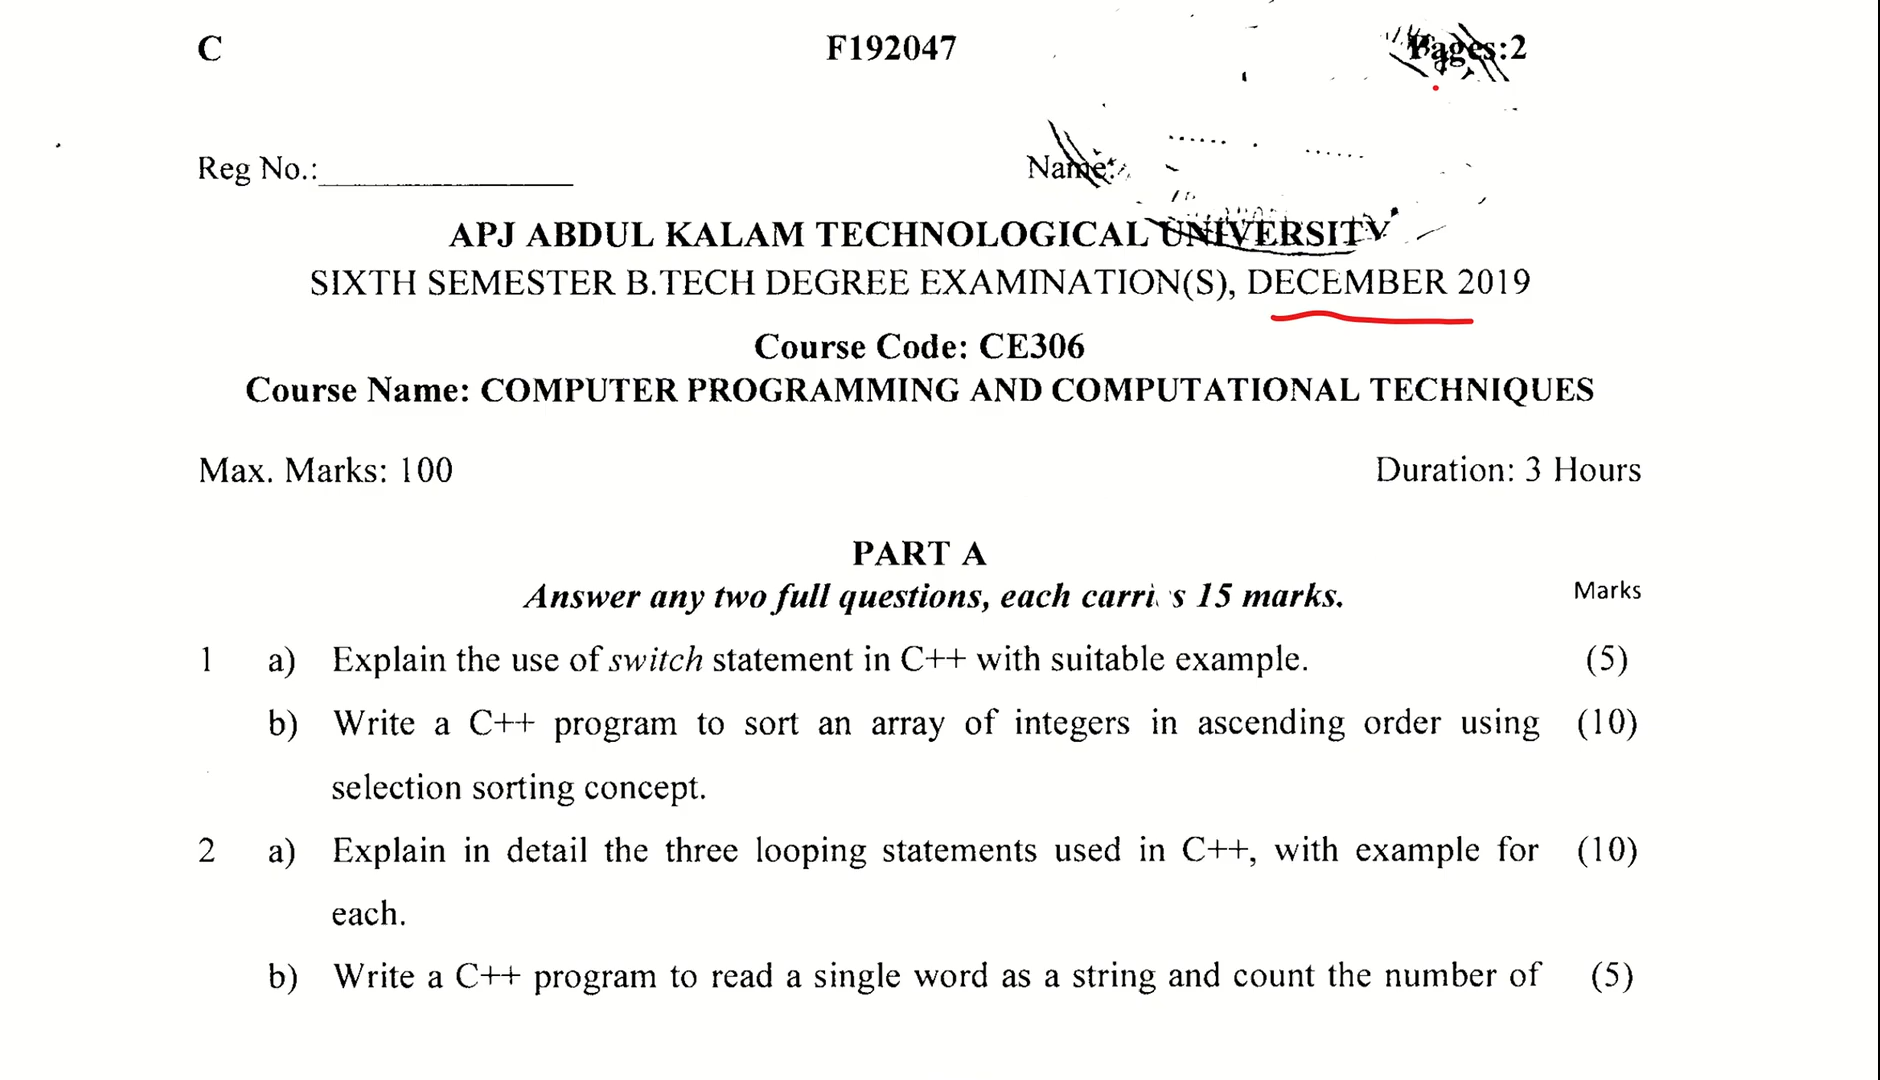 C F192047 Pages:2
Reg No.:______________ Name:
APJ ABDUL KALAM TECHNOLOGICAL UNIVERSITY
SIXTH SEMESTER B.TECH DEGREE EXAMINATION(S), DECEMBER 2019
Course Code: CE306
Course Name: COMPUTER PROGRAMMING AND COMPUTATIONAL TECHNIQUES
Max. Marks: 100 Duration: 3 Hours
PART A
Answer any two full questions, each carries 15 marks. Marks
1 a) Explain the use of switch statement in C++ with suitable example. (5)
b) Write a C++ program to sort an array of integers in ascending order using (10)
selection sorting concept.
2 a) Explain in detail the three looping statements used in C++, with example for (10)
each.
b) Write a C++ program to read a single word as a string and count the number of (5)